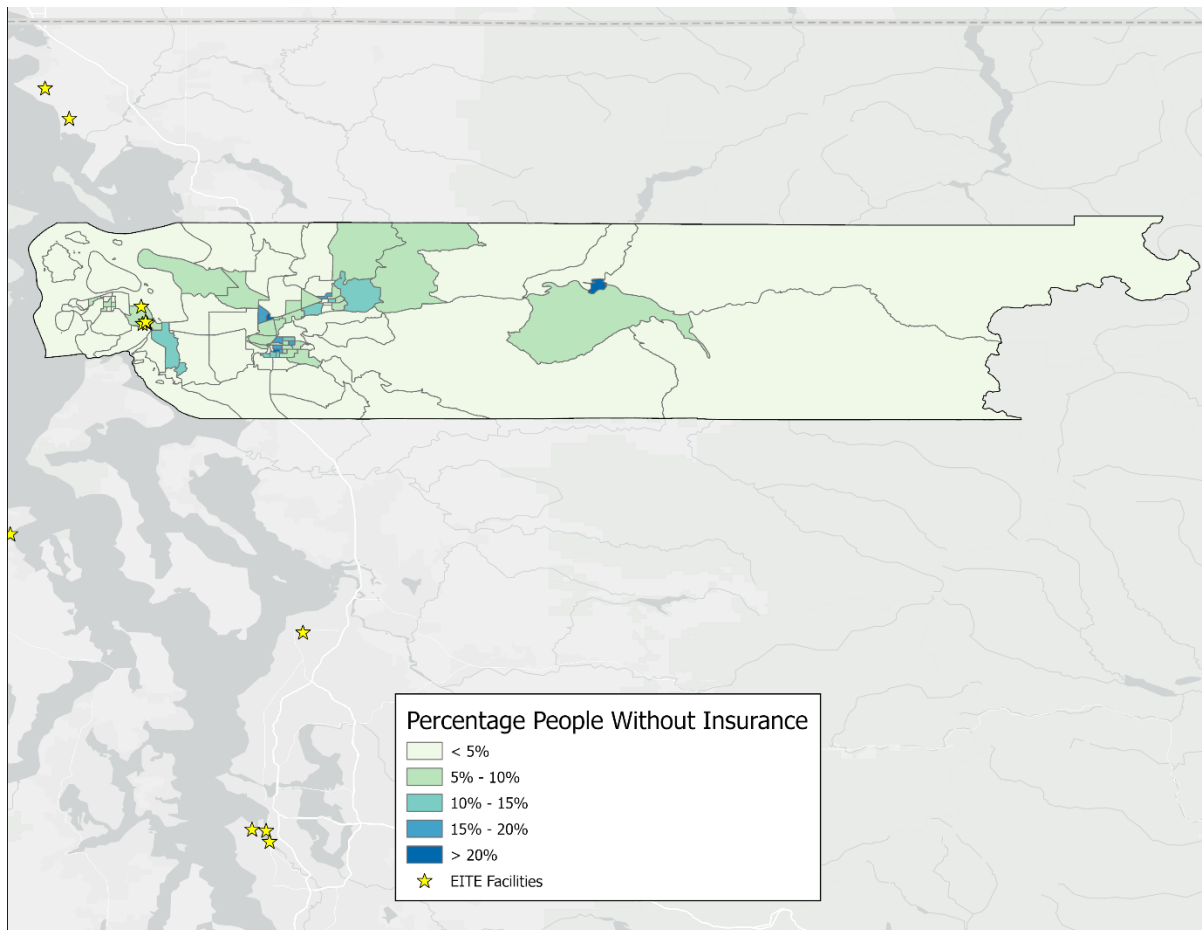 Percentage People Without Insurance
< 5%
5% - 10%
10% - 15%
15% - 20%
> 20%
EITE Facilities